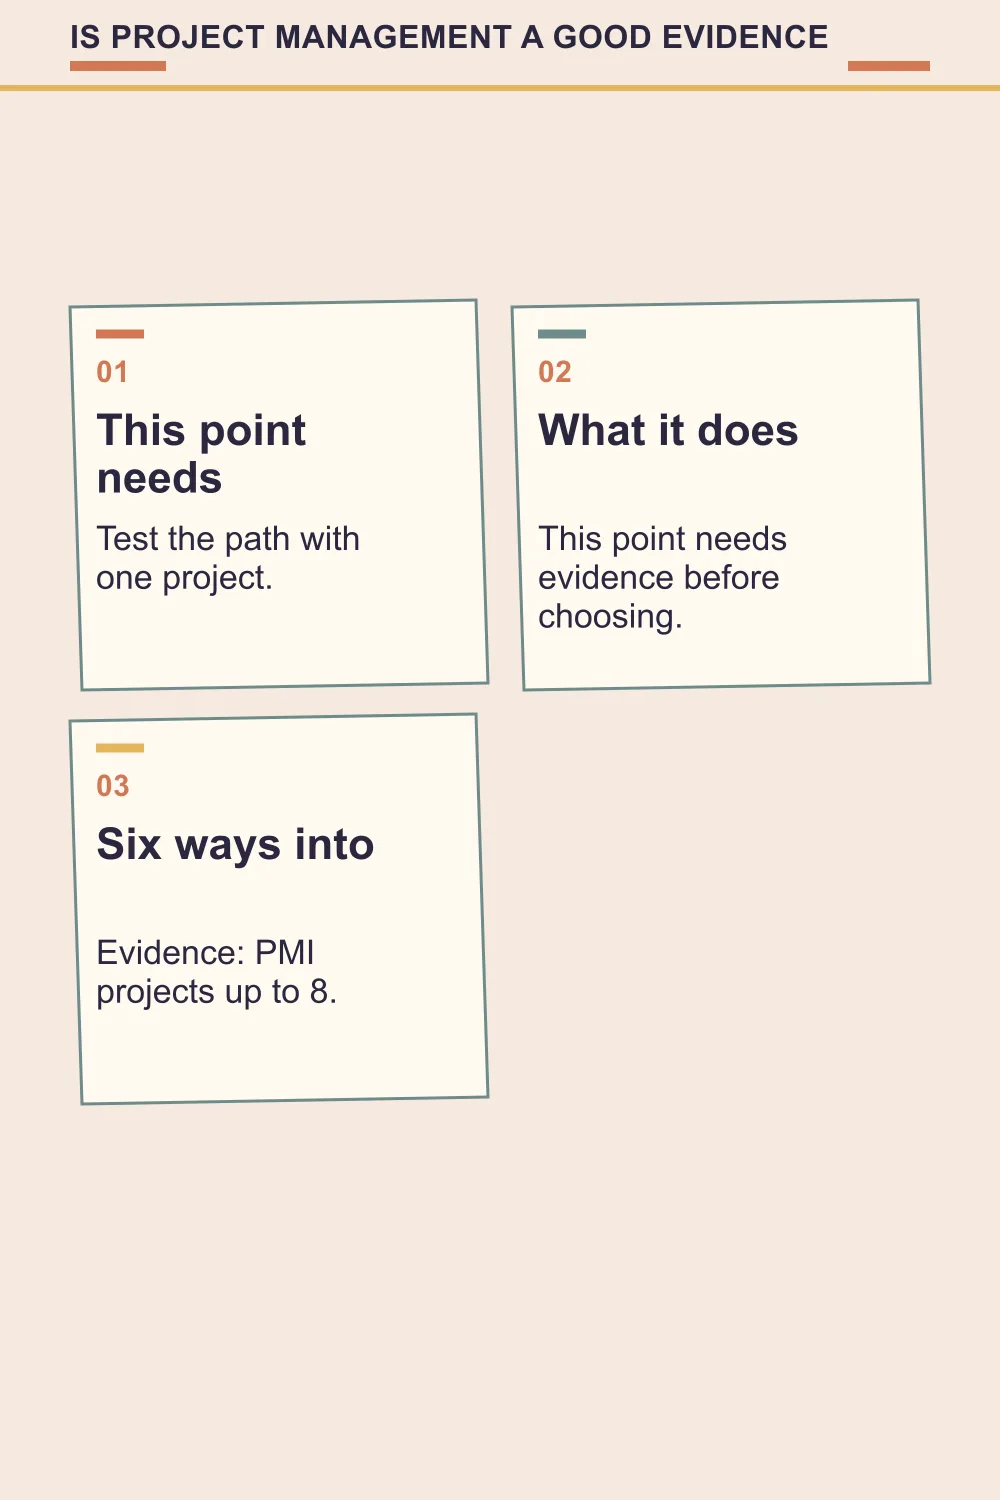 IS PROJECT MANAGEMENT A GOOD EVIDENCE
01
This point
needs
Test the path with
one project.
02
What it does
This point needs
evidence before
choosing.
03
Six ways into
Evidence: PMI
projects up to 8.